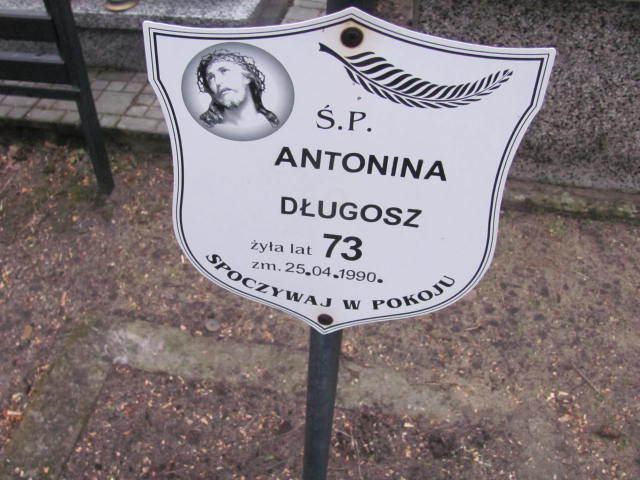 Ś.P.
ANTONINA
DŁUGOSZ
żyła lat 73
zm. 25.04.1990.
SPOCZYWAJ W POKOJU